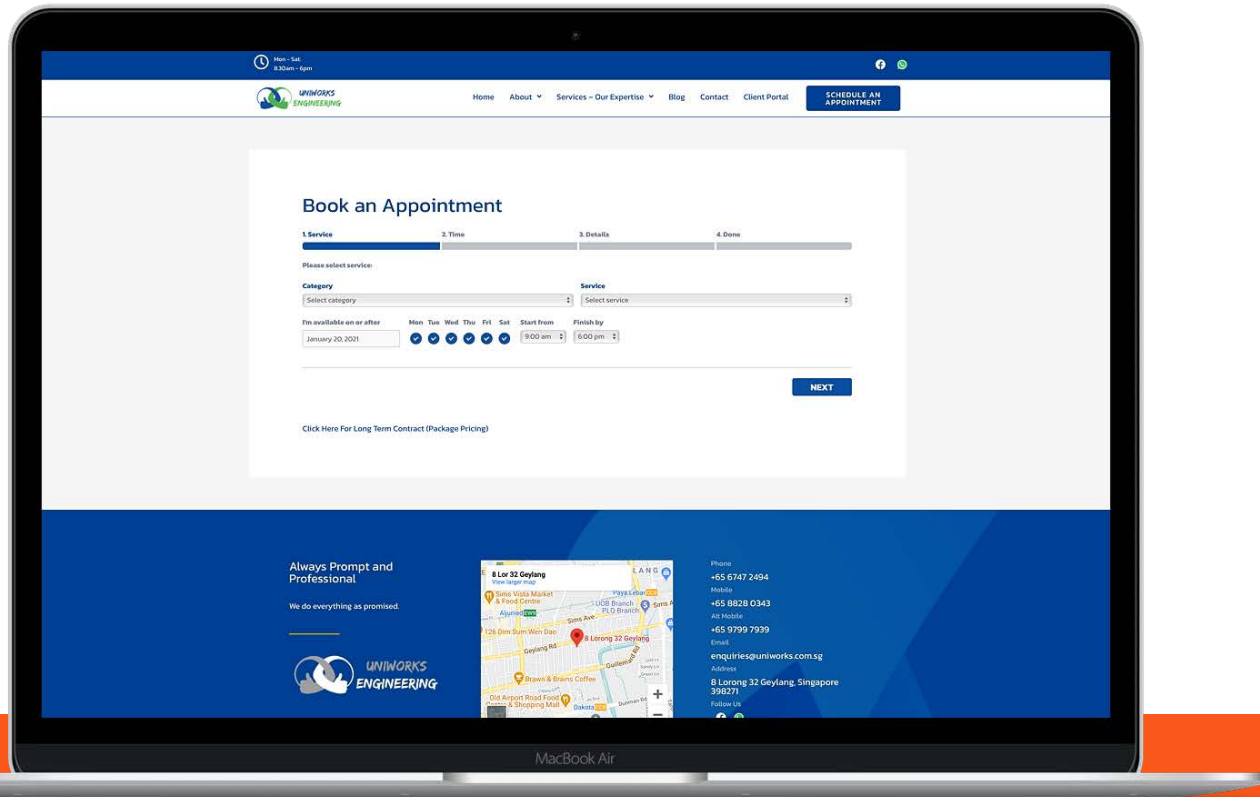 Mon - Sat
8.30am - 6pm
UNIWORKS
ENGINEERING
Home About Services – Our Expertise Blog Contact Client Portal
SCHEDULE AN
APPOINTMENT
Book an Appointment
1. Service 2. Time 3. Details 4. Done
Please select service:
Category Service
Select category Select service
I'm available on or after Mon Tue Wed Thu Fri Sat Start from Finish by
January 20, 2021 9:00 am 6:00 pm
NEXT
Click Here For Long Term Contract (Package Pricing)
Always Prompt and
Professional
We do everything as promised.
UNIWORKS
ENGINEERING
8 Lor 32 Geylang
View larger map
LANG
Sims Vista Market
& Food Centre
Paya Lebar
UOB Branch
PLQ Branch
Sims A
Aljunied
Sims Ave
126 Dim Sum Wen Dao
8 Lorong 32 Geylang
Geylang Rd
Guillemard
Brawn & Brains Coffee
Old Airport Road Food
Centre & Shopping Mall
Dakota
Dunman Rd
+
−
Phone
+65 6747 2494
Mobile
+65 8828 0343
Alt Mobile
+65 9799 7939
Email
enquiries@uniworks.com.sg
Address
8 Lorong 32 Geylang, Singapore
398271
Follow Us
MacBook Air